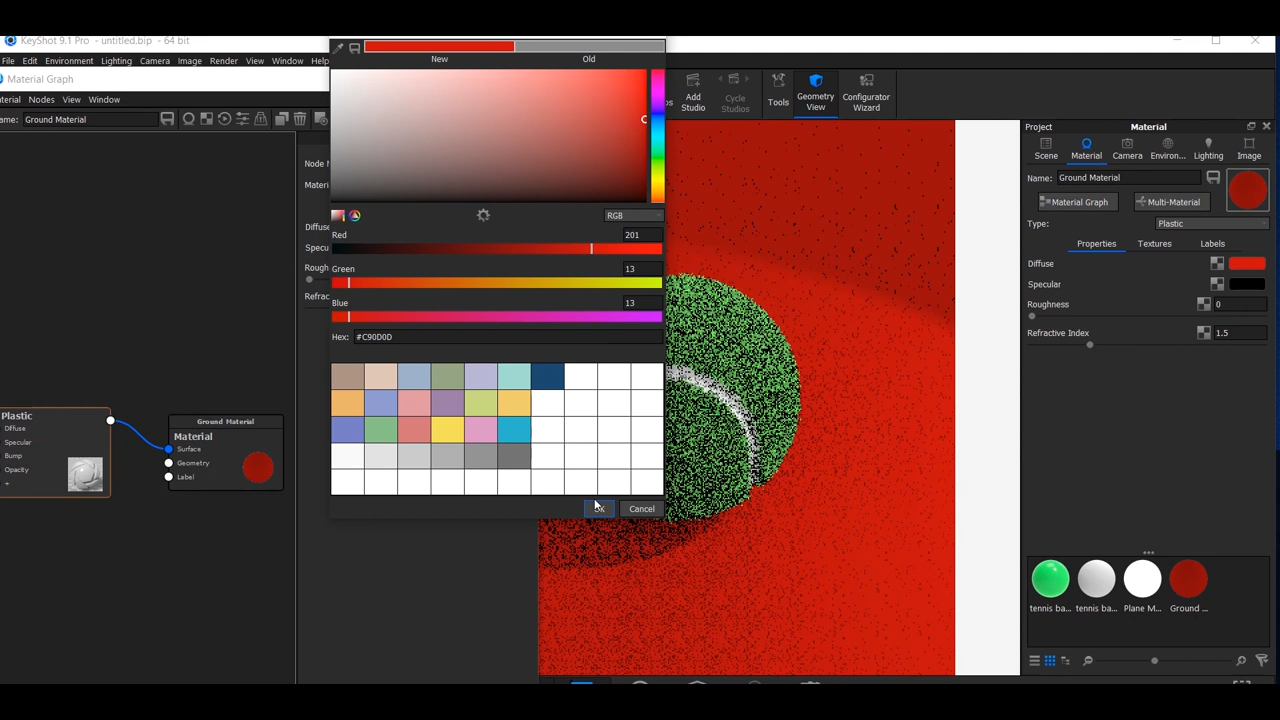 KeyShot 9.1 Pro - untitled.bip - 64 bit
File Edit Environment Lighting Camera Image Render View Window Help
Material Graph
Nodes View Window
Ground Material
New Old
RGB
Red 201
Green 13
Blue 13
Hex: #C90D0D
Cancel
Add Studio
Cycle Studios
Tools
Geometry View
Configurator Wizard
Project Material
Scene Material Camera Environ... Lighting Image
Name: Ground Material
Material Graph Multi-Material
Type: Plastic
Properties Textures Labels
Diffuse
Specular
Roughness 0
Refractive Index 1.5
tennis ba... tennis ba... Plane M... Ground ...
Plastic
Diffuse
Specular
Bump
Opacity
+
Ground Material
Material
Surface
Geometry
Label